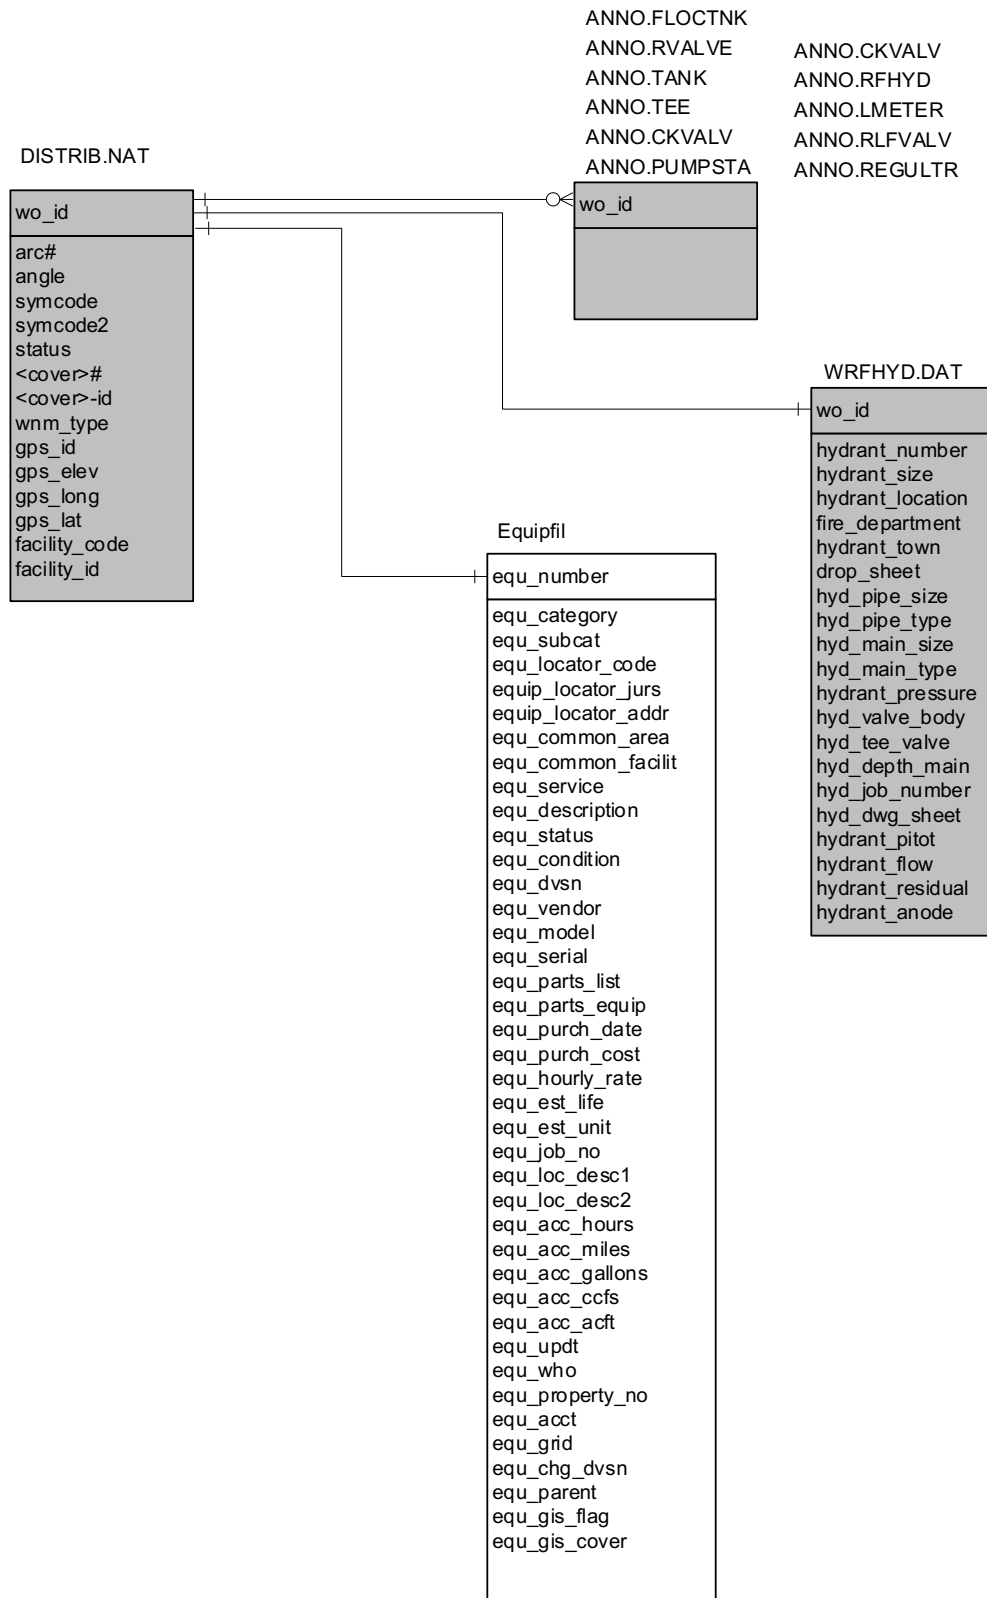 ANNO.FLOCTNK
ANNO.RVALVE
ANNO.TANK
ANNO.TEE
ANNO.CKVALV
ANNO.PUMPSTA
ANNO.CKVALV
ANNO.RFHYD
ANNO.LMETER
ANNO.RLFVALV
ANNO.REGULTR
DISTRIB.NAT
wo_id
arc#
angle
symcode
symcode2
status
<cover>#
<cover>-id
wnm_type
gps_id
gps_elev
gps_long
gps_lat
facility_code
facility_id
wo_id
WRFHYD.DAT
wo_id
hydrant_number
hydrant_size
hydrant_location
fire_department
hydrant_town
drop_sheet
hyd_pipe_size
hyd_pipe_type
hyd_main_size
hyd_main_type
hydrant_pressure
hyd_valve_body
hyd_tee_valve
hyd_depth_main
hyd_job_number
hyd_dwg_sheet
hydrant_pitot
hydrant_flow
hydrant_residual
hydrant_anode
Equipfil
equ_number
equ_category
equ_subcat
equ_locator_code
equip_locator_jurs
equip_locator_addr
equ_common_area
equ_common_facilit
equ_service
equ_description
equ_status
equ_condition
equ_dvsn
equ_vendor
equ_model
equ_serial
equ_parts_list
equ_parts_equip
equ_purch_date
equ_purch_cost
equ_hourly_rate
equ_est_life
equ_est_unit
equ_job_no
equ_loc_desc1
equ_loc_desc2
equ_acc_hours
equ_acc_miles
equ_acc_gallons
equ_acc_ccfs
equ_acc_acft
equ_updt
equ_who
equ_property_no
equ_acct
equ_grid
equ_chg_dvsn
equ_parent
equ_gis_flag
equ_gis_cover